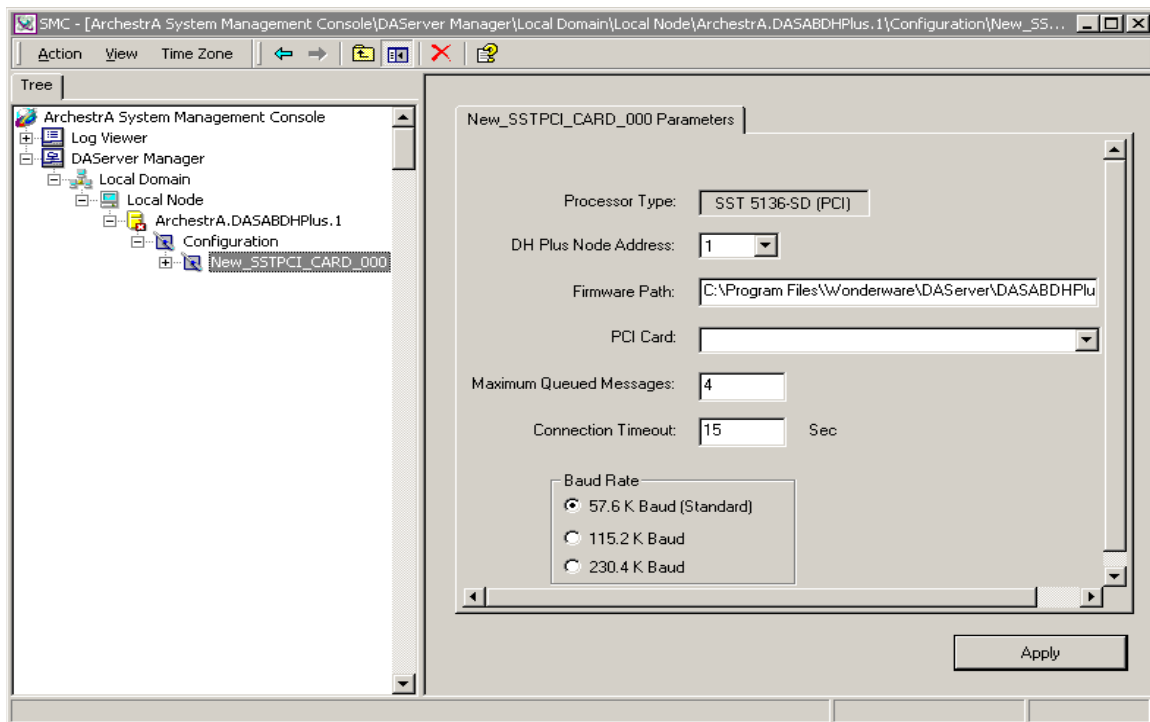 SMC - [ArchestrA System Management Console\DAServer Manager\Local Domain\Local Node\ArchestrA.DASABDHPlus.1\Configuration\New_SS...
Action View Time Zone
Tree
ArchestrA System Management Console
Log Viewer
DAServer Manager
Local Domain
Local Node
ArchestrA.DASABDHPlus.1
Configuration
New_SSTPCI_CARD_000
New_SSTPCI_CARD_000 Parameters
Processor Type: SST 5136-SD (PCI)
DH Plus Node Address: 1
Firmware Path: C:\Program Files\Wonderware\DAServer\DASABDHPlu
PCI Card:
Maximum Queued Messages: 4
Connection Timeout: 15 Sec
Baud Rate
57.6 K Baud (Standard)
115.2 K Baud
230.4 K Baud
Apply